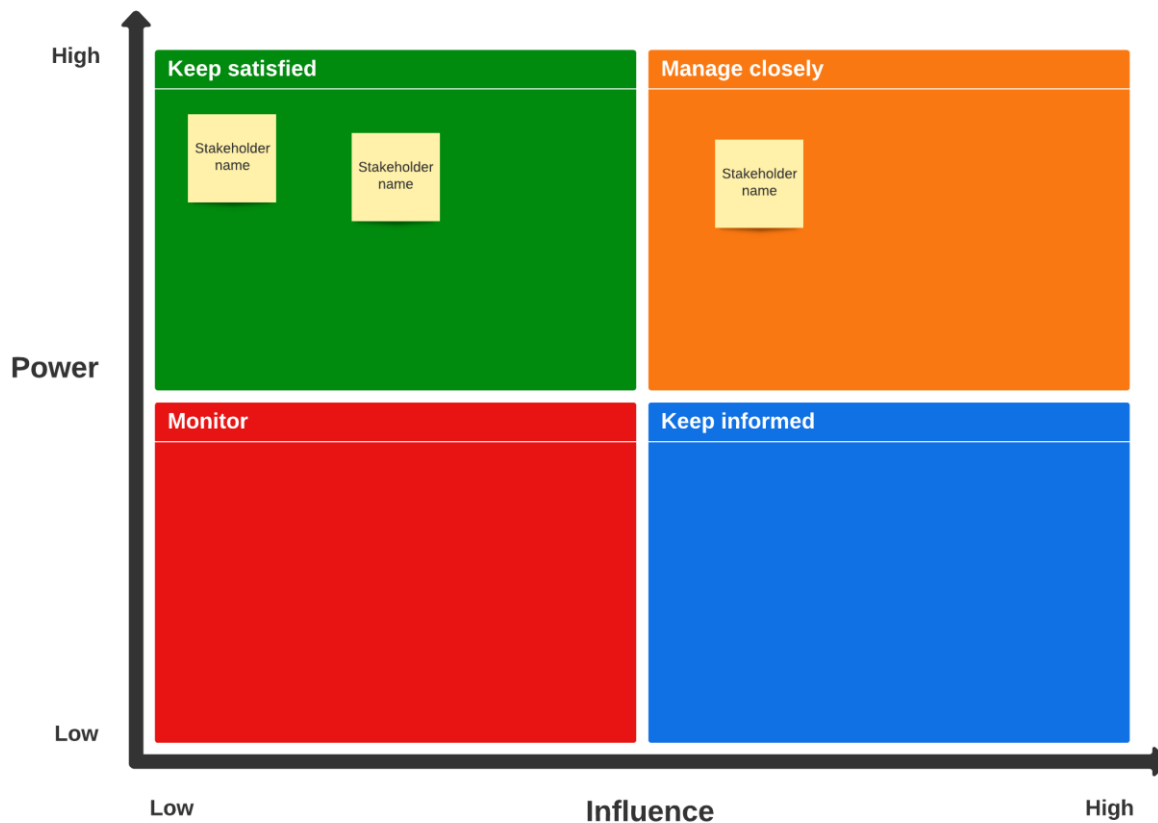 High
Keep satisfied
Manage closely
Stakeholder
name
Stakeholder
name
Stakeholder
name
Power
Monitor
Keep informed
Low
Low
Influence
High